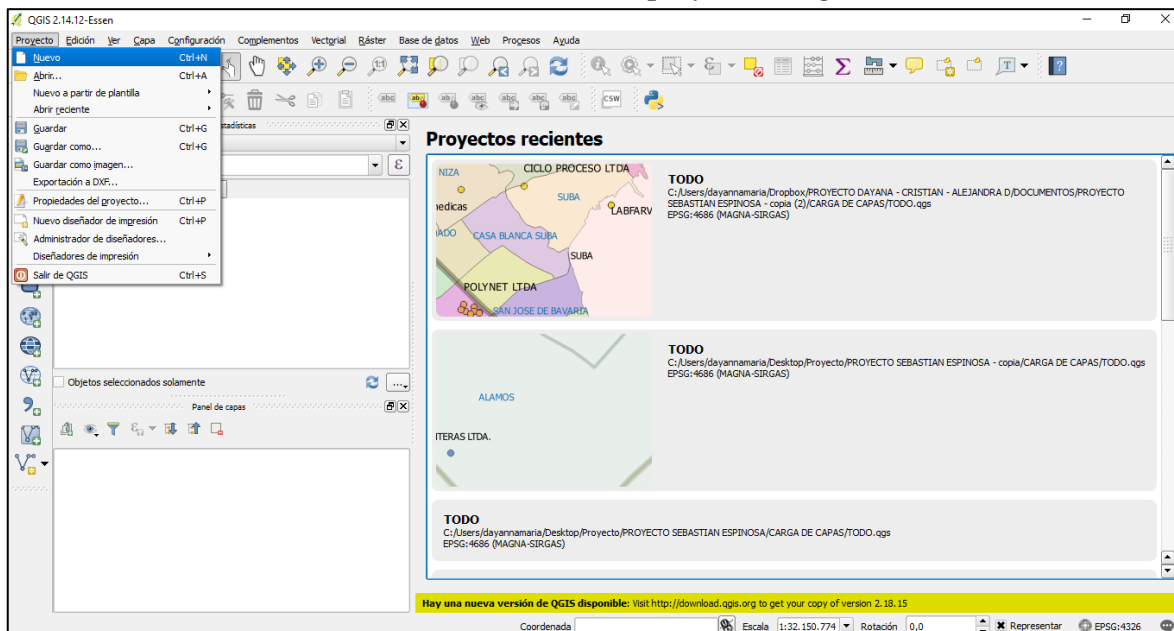 QGIS 2.14.12-Essen
Proyecto Edición Ver Capa Configuración Complementos Vectorial Ráster Base de datos Web Procesos Ayuda
Nuevo Ctrl+N
Abrir... Ctrl+A
Nuevo a partir de plantilla
Abrir reciente
Guardar Ctrl+G
Guardar como... Ctrl+G
Guardar como imagen...
Exportación a DXF...
Propiedades del proyecto... Ctrl+P
Nuevo diseñador de impresión Ctrl+P
Administrador de diseñadores...
Diseñadores de impresión
Salir de QGIS Ctrl+S
abc abc abc abc abc abc CSW
stadísticas
ε
Objetos seleccionados solamente
...
Panel de capas
Proyectos recientes
NIZA
CICLO PROCESO LTDA
SUBA
edicas
LABFARV
ADO
CASA BLANCA SUBA
SUBA
POLYNET LTDA
SAN JOSE DE BAVARIA
TODO
C:/Users/dayannamaria/Dropbox/PROYECTO DAYANA - CRISTIAN - ALEJANDRA D/DOCUMENTOS/PROYECTO
SEBASTIAN ESPINOSA - copia (2)/CARGA DE CAPAS/TODO.qgs
EPSG:4686 (MAGNA-SIRGAS)
ALAMOS
ITERAS LTDA.
TODO
C:/Users/dayannamaria/Desktop/Proyecto/PROYECTO SEBASTIAN ESPINOSA - copia/CARGA DE CAPAS/TODO.qgs
EPSG:4686 (MAGNA-SIRGAS)
TODO
C:/Users/dayannamaria/Desktop/Proyecto/PROYECTO SEBASTIAN ESPINOSA/CARGA DE CAPAS/TODO.qgs
EPSG:4686 (MAGNA-SIRGAS)
Hay una nueva versión de QGIS disponible: Visit http://download.qgis.org to get your copy of version 2.18.15
Coordenada Escala 1:32.150.774 Rotación 0,0 Representar EPSG:4326